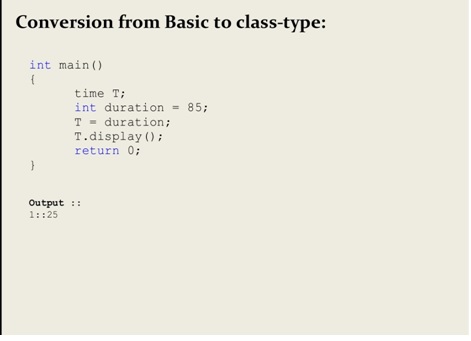 Conversion from Basic to class-type:
int main()
{
time T;
int duration = 85;
T = duration;
T.display();
return 0;
}
Output ::
1::25